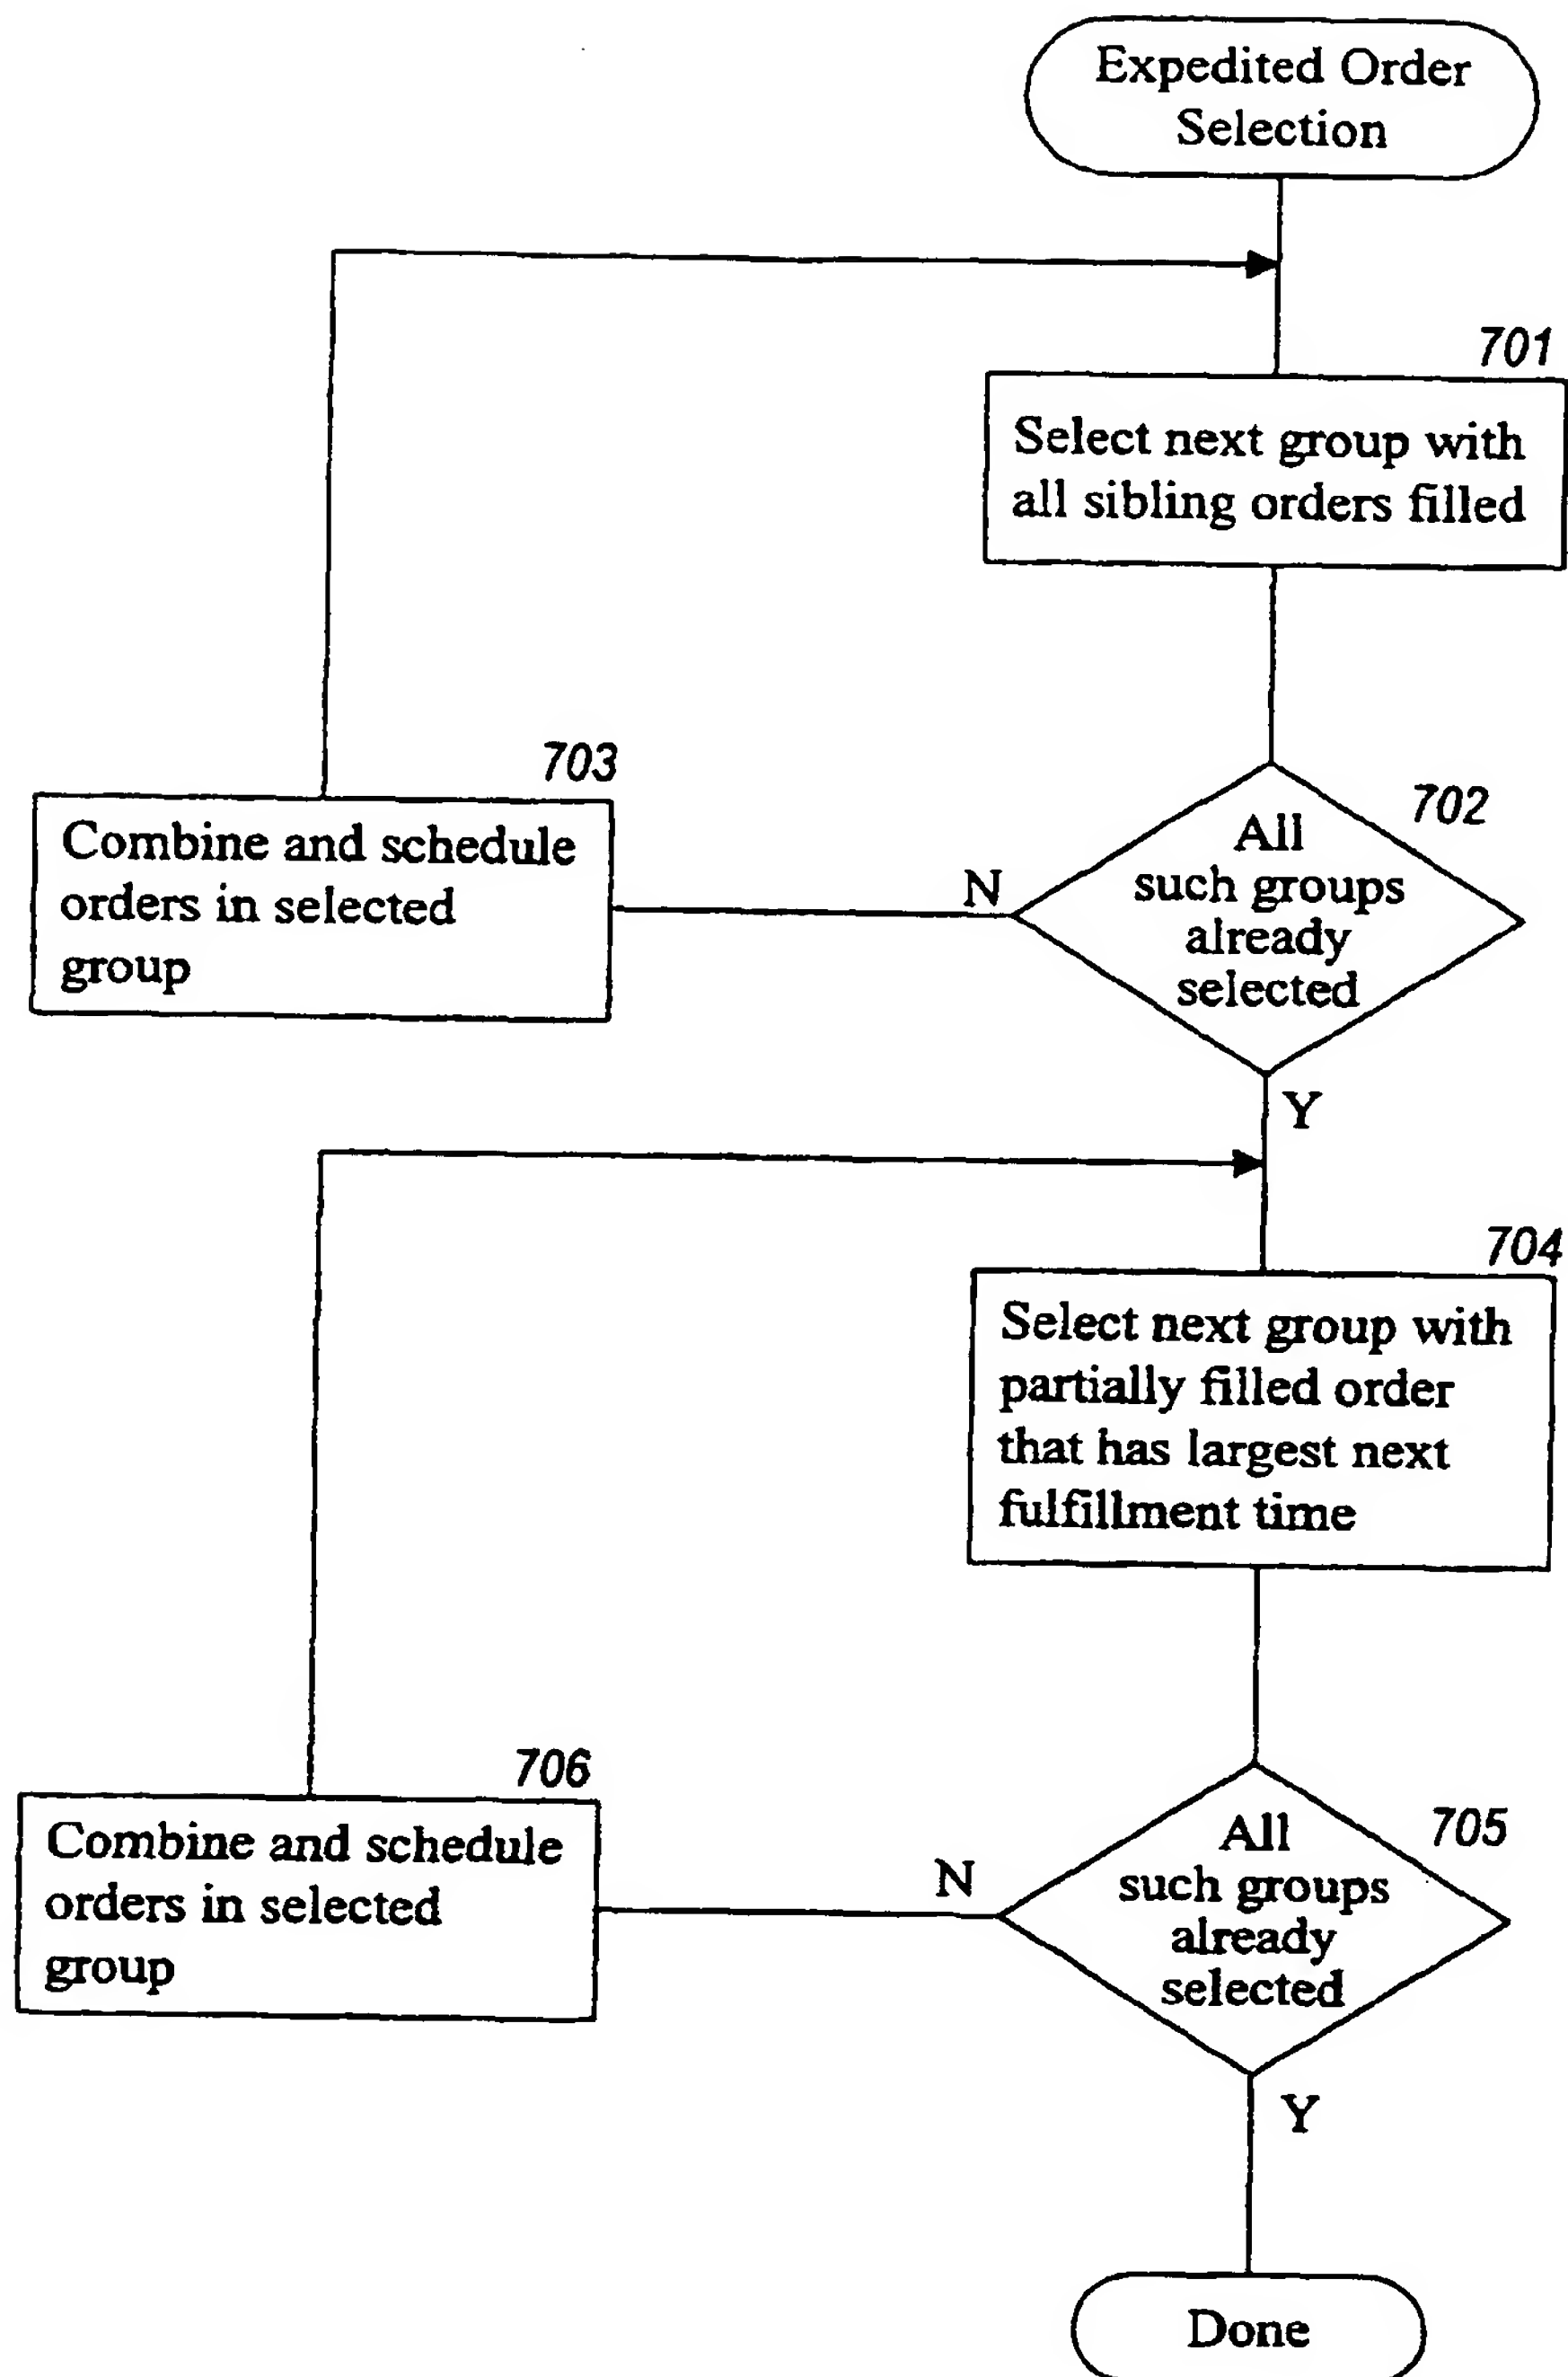 Expedited Order
Selection
701
Select next group with
all sibling orders filled
703
Combine and schedule
orders in selected
group
702
All
such groups
already
selected
N
Y
704
Select next group with
partially filled order
that has largest next
fulfillment time
706
Combine and schedule
orders in selected
group
705
All
such groups
already
selected
N
Y
Done